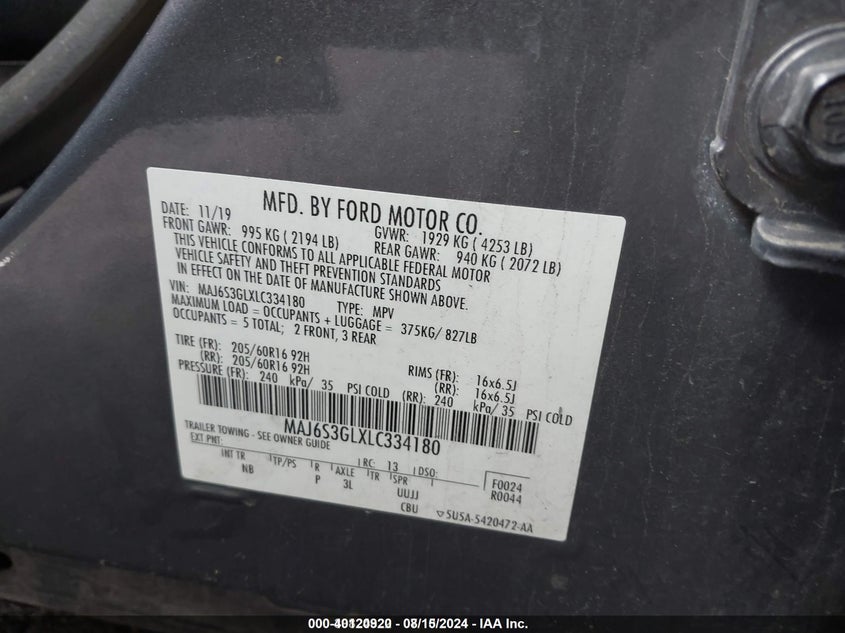 109
MFD. BY FORD MOTOR CO.
DATE: 11/19 GVWR: 1929 KG ( 4253 LB)
FRONT GAWR: 995 KG ( 2194 LB) REAR GAWR: 940 KG ( 2072 LB)
THIS VEHICLE CONFORMS TO ALL APPLICABLE FEDERAL MOTOR
VEHICLE SAFETY AND THEFT PREVENTION STANDARDS
IN EFFECT ON THE DATE OF MANUFACTURE SHOWN ABOVE.
VIN: MAJ6S3GLXLC334180 TYPE: MPV
MAXIMUM LOAD = OCCUPANTS + LUGGAGE = 375KG/ 827LB
OCCUPANTS = 5 TOTAL; 2 FRONT, 3 REAR
TIRE (FR): 205/60R16 92H RIMS (FR): 16x6.5J
(RR): 205/60R16 92H (RR): 16x6.5J
PRESSURE (FR): 240 kPa/ 35 PSI COLD (RR): 240 kPa/ 35 PSI COLD
MAJ6S3GLXLC334180
TRAILER TOWING - SEE OWNER GUIDE
EXT PNT: RC: 13 DSO:
INT TR TP/PS R AXLE TR SPR F0024
NB P 3L UUJJ R0044
CBU 5U5A-5420472-AA
- IAA Inc.